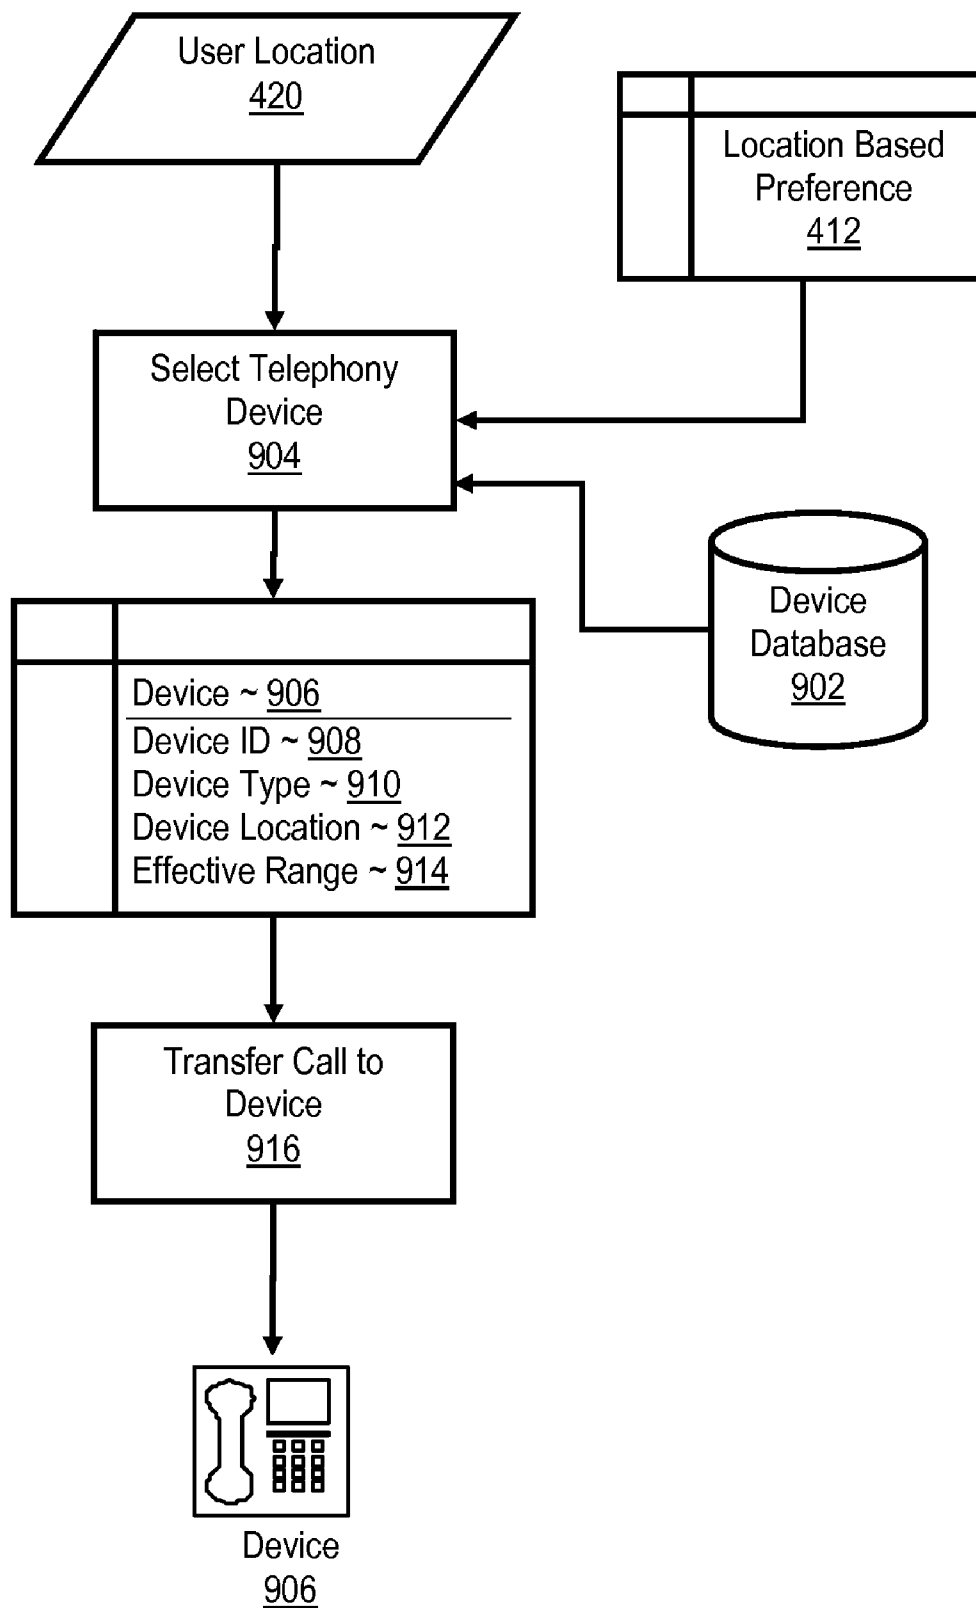 User Location
420
Location Based
Preference
412
Select Telephony
Device
904
Device
Database
902
Device ~ 906
Device ID ~ 908
Device Type ~ 910
Device Location ~ 912
Effective Range ~ 914
Transfer Call to
Device
916
Device
906